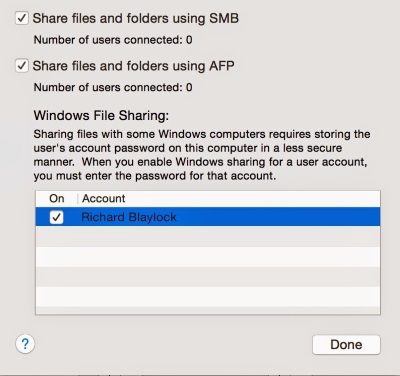 Share files and folders using SMB
Number of users connected: 0
Share files and folders using AFP
Number of users connected: 0
Windows File Sharing:
Sharing files with some Windows computers requires storing the
user's account password on this computer in a less secure
manner. When you enable Windows sharing for a user account,
you must enter the password for that account.
On Account
Richard Blaylock
? Done